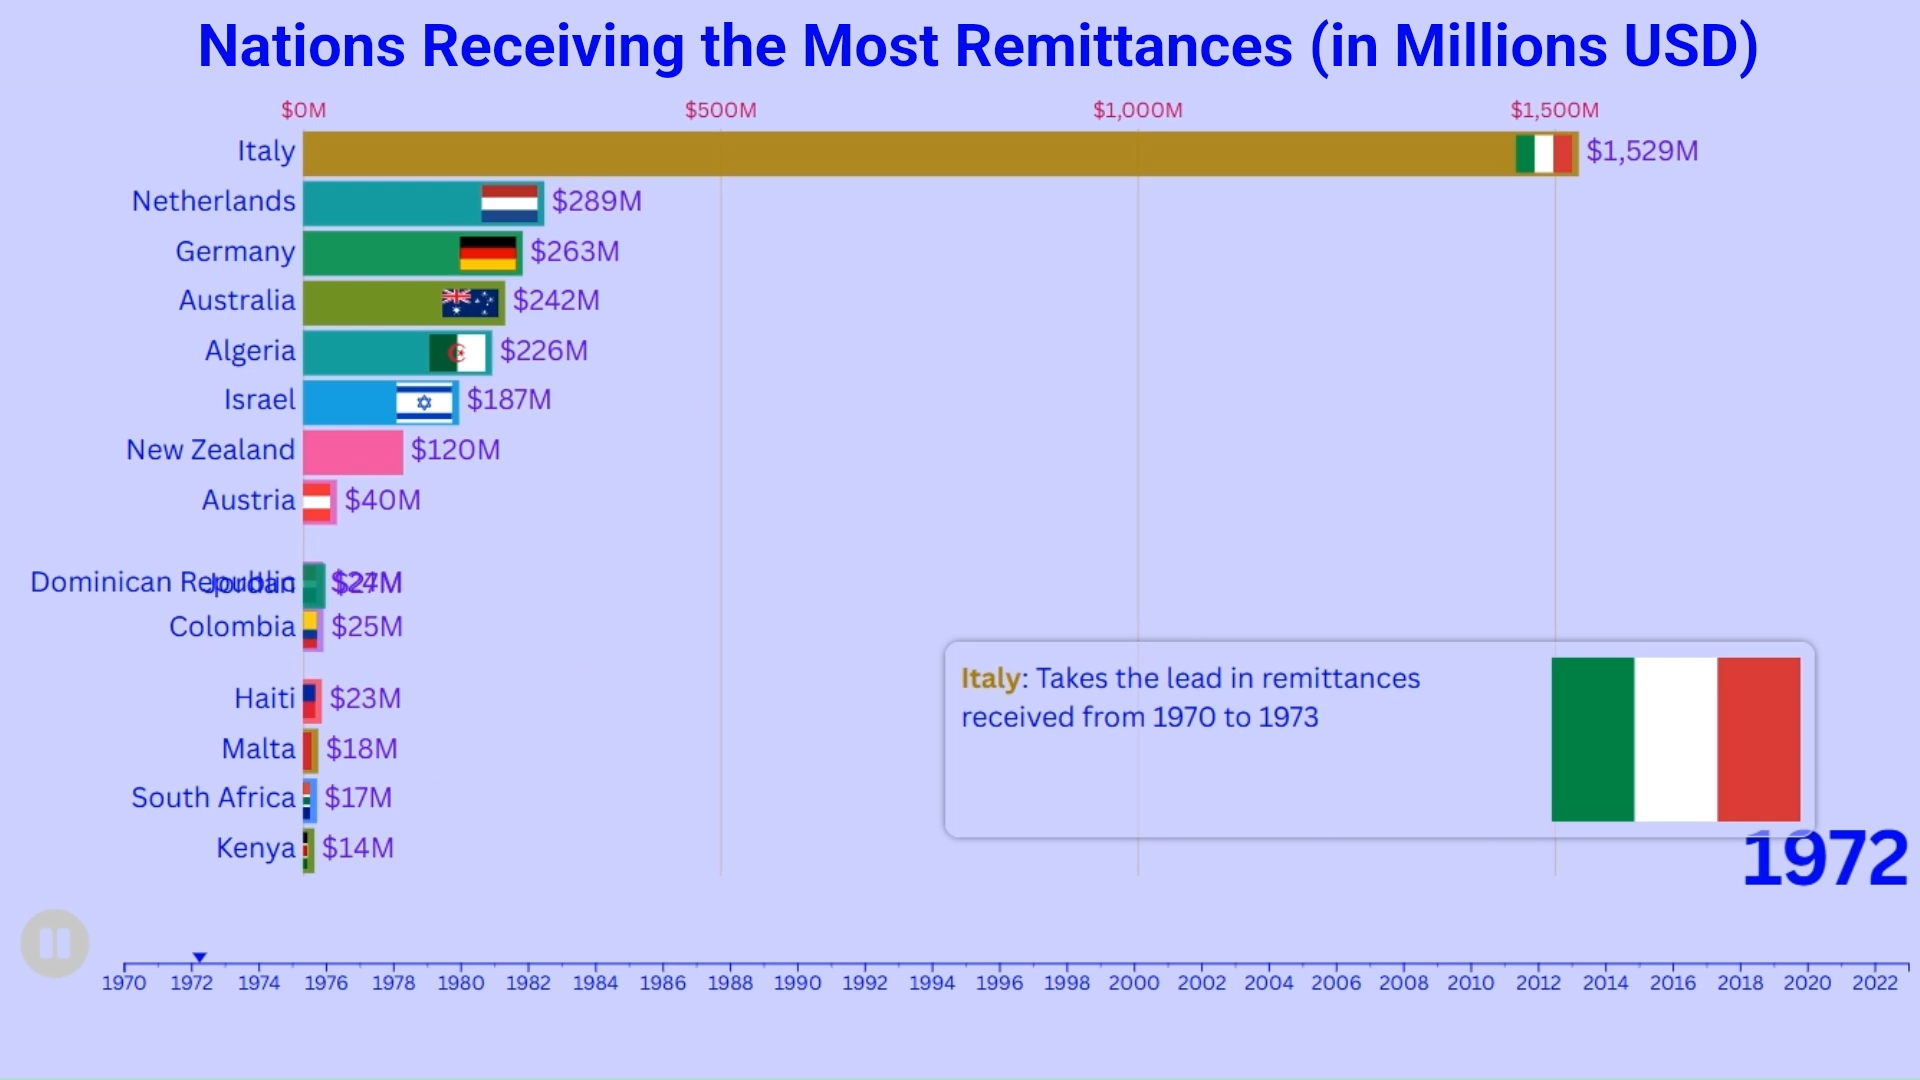 Nations Receiving the Most Remittances (in Millions USD)
$0M $500M $1,000M $1,500M
Italy $1,529M
Netherlands $289M
Germany $263M
Australia $242M
Algeria $226M
Israel $187M
New Zealand $120M
Austria $40M
Dominican Republic
Jordan
Colombia $25M
Haiti $23M
Malta $18M
South Africa $17M
Kenya $14M
Italy: Takes the lead in remittances
received from 1970 to 1973
1972
1970 1972 1974 1976 1978 1980 1982 1984 1986 1988 1990 1992 1994 1996 1998 2000 2002 2004 2006 2008 2010 2012 2014 2016 2018 2020 2022